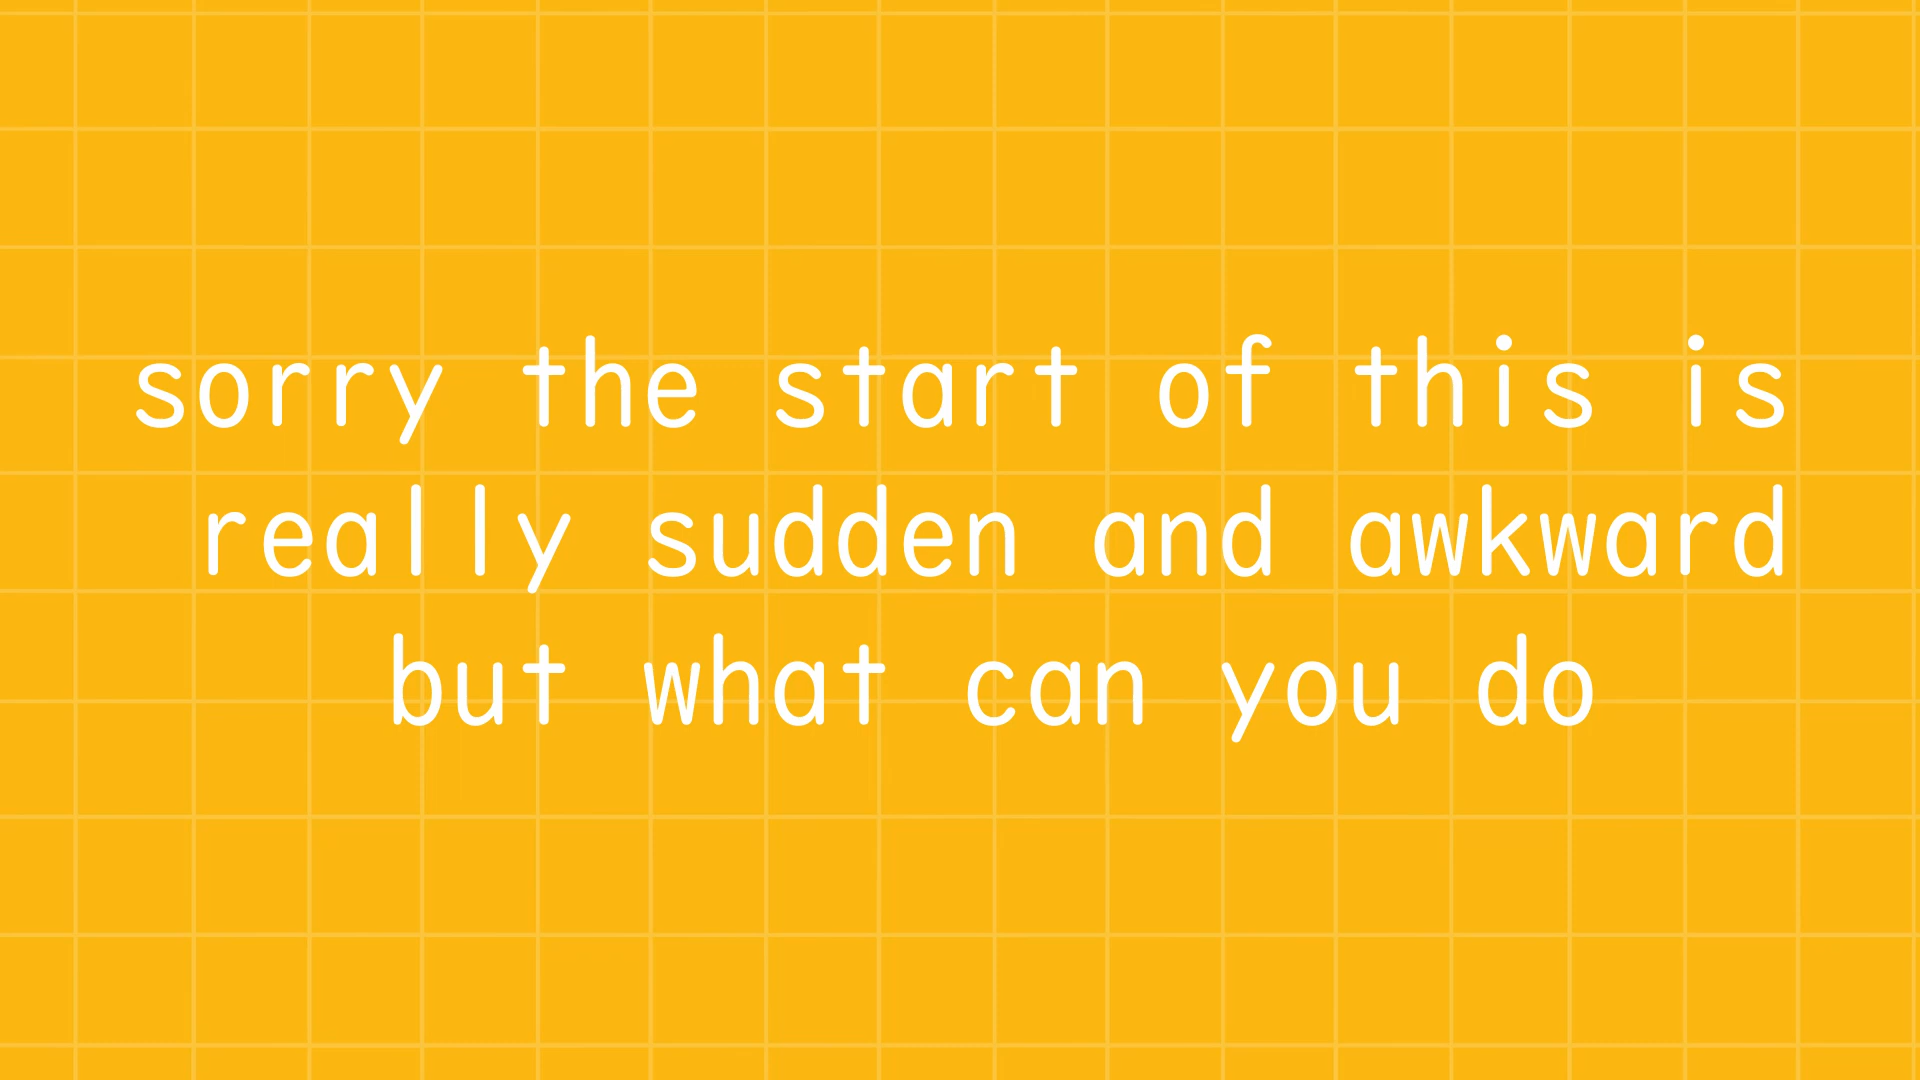 sorry the start of this is
really sudden and awkward
but what can you do